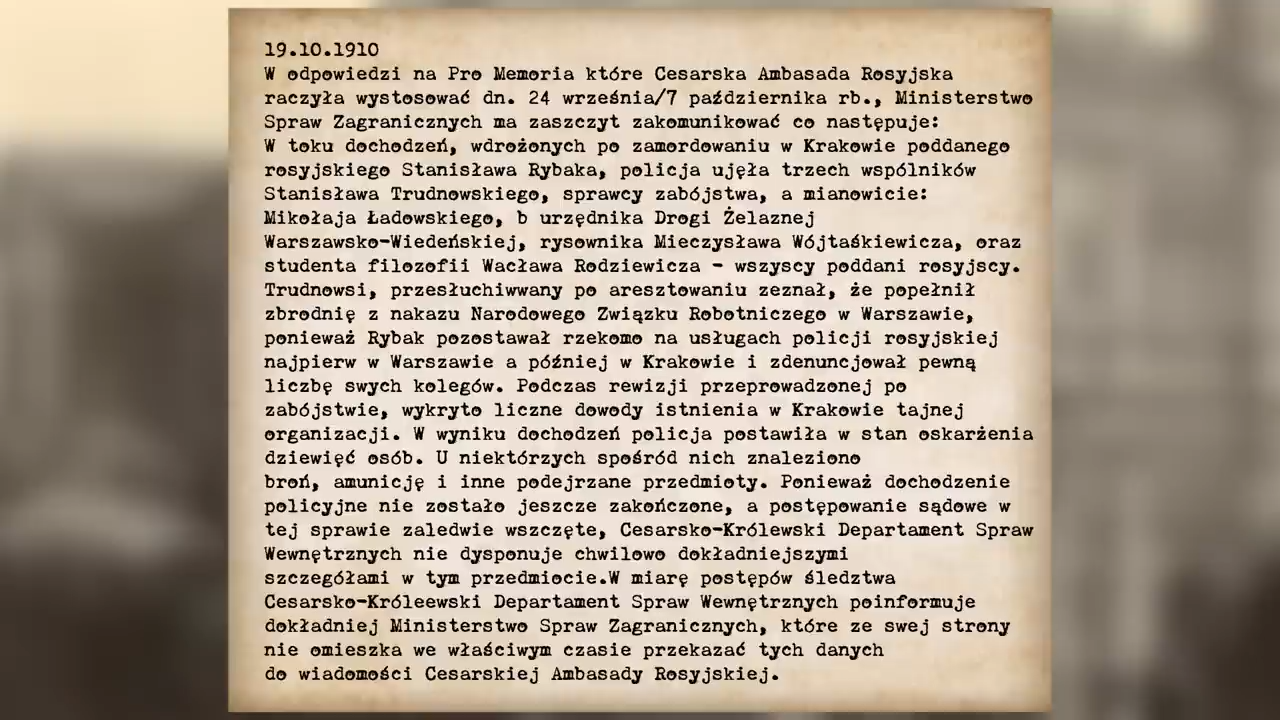 19.10.1910
W odpowiedzi na Pro Memoria które Cesarska Ambasada Rosyjska
raczyła wystosować dn. 24 września/7 października rb., Ministerstwo
Spraw Zagranicznych ma zaszczyt zakomunikować co następuje:
W toku dochodzeń, wdrożonych po zamordowaniu w Krakowie poddanego
rosyjskiego Stanisława Rybaka, policja ujęła trzech wspólników
Stanisława Trudnowskiego, sprawcy zabójstwa, a mianowicie:
Mikołaja Ładowskiego, b urzędnika Drogi Żelaznej
Warszawsko-Wiedeńskiej, rysownika Mieczysława Wójtaśkiewicza, oraz
studenta filozofii Wacława Rodziewicza - wszyscy poddani rosyjscy.
Trudnowsi, przesłuchiwwany po aresztowaniu zeznał, że popełnił
zbrodnię z nakazu Narodowego Związku Robotniczego w Warszawie,
ponieważ Rybak pozostawał rzekomo na usługach policji rosyjskiej
najpierw w Warszawie a później w Krakowie i zdenuncjował pewną
liczbę swych kolegów. Podczas rewizji przeprowadzonej po
zabójstwie, wykryto liczne dowody istnienia w Krakowie tajnej
organizacji. W wyniku dochodzeń policja postawiła w stan oskarżenia
dziewięć osób. U niektórzych spośród nich znaleziono
broń, amunicję i inne podejrzane przedmioty. Ponieważ dochodzenie
policyjne nie zostało jeszcze zakończone, a postępowanie sądowe w
tej sprawie zaledwie wszczęte, Cesarsko-Królewski Departament Spraw
Wewnętrznych nie dysponuje chwilowo dokładniejszymi
szczegółami w tym przedmiocie.W miarę postępów śledztwa
Cesarsko-Króleewski Departament Spraw Wewnętrznych poinformuje
dokładniej Ministerstwo Spraw Zagranicznych, które ze swej strony
nie omieszka we właściwym czasie przekazać tych danych
do wiadomości Cesarskiej Ambasady Rosyjskiej.